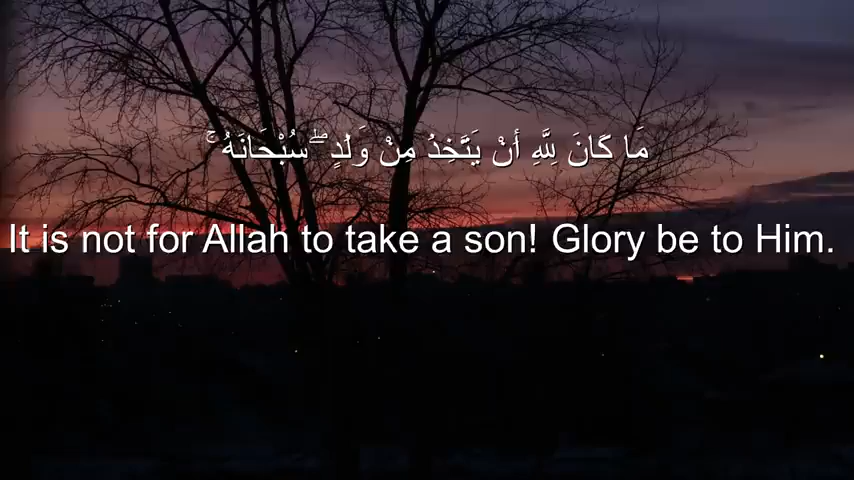 مَا كَانَ لِلَّهِ أَنْ يَتَّخِذَ مِنْ وَلَدٍ ۖ سُبْحَانَهُ ۚ
It is not for Allah to take a son! Glory be to Him.